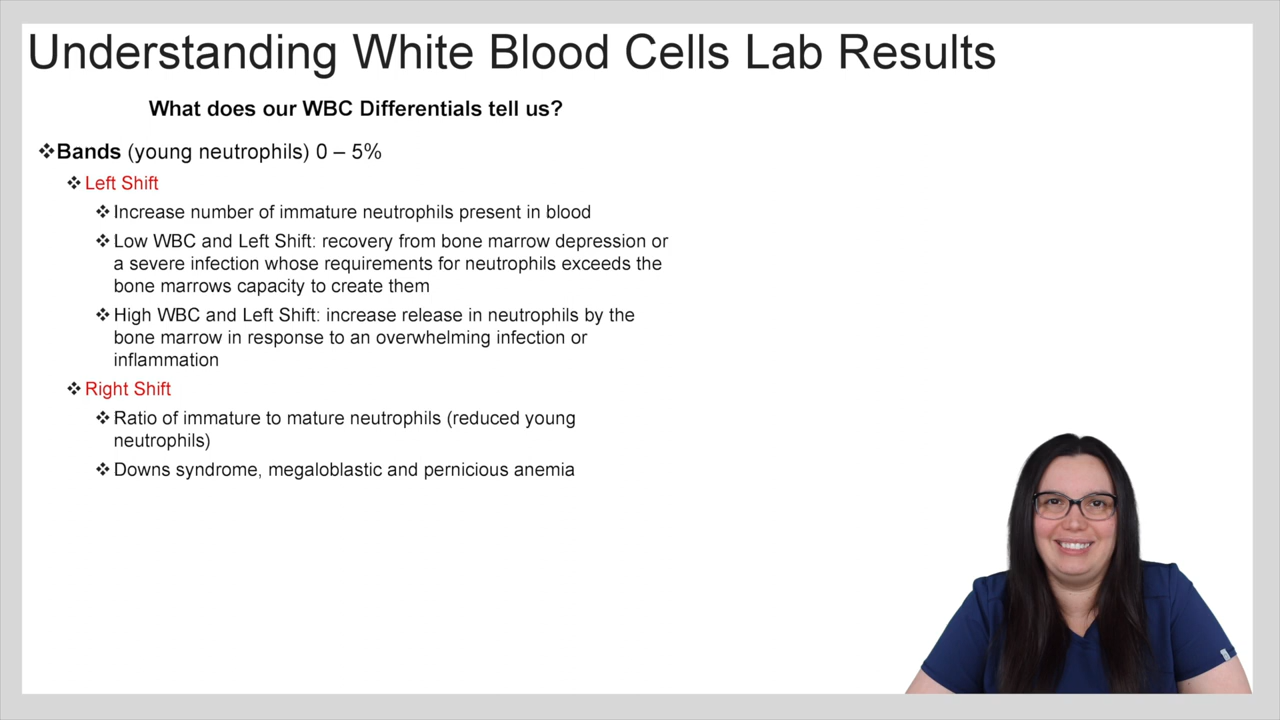 Understanding White Blood Cells Lab Results
What does our WBC Differentials tell us?
❖Bands (young neutrophils) 0 – 5%
❖Left Shift
❖Increase number of immature neutrophils present in blood
❖Low WBC and Left Shift: recovery from bone marrow depression or
a severe infection whose requirements for neutrophils exceeds the
bone marrows capacity to create them
❖High WBC and Left Shift: increase release in neutrophils by the
bone marrow in response to an overwhelming infection or
inflammation
❖Right Shift
❖Ratio of immature to mature neutrophils (reduced young
neutrophils)
❖Downs syndrome, megaloblastic and pernicious anemia